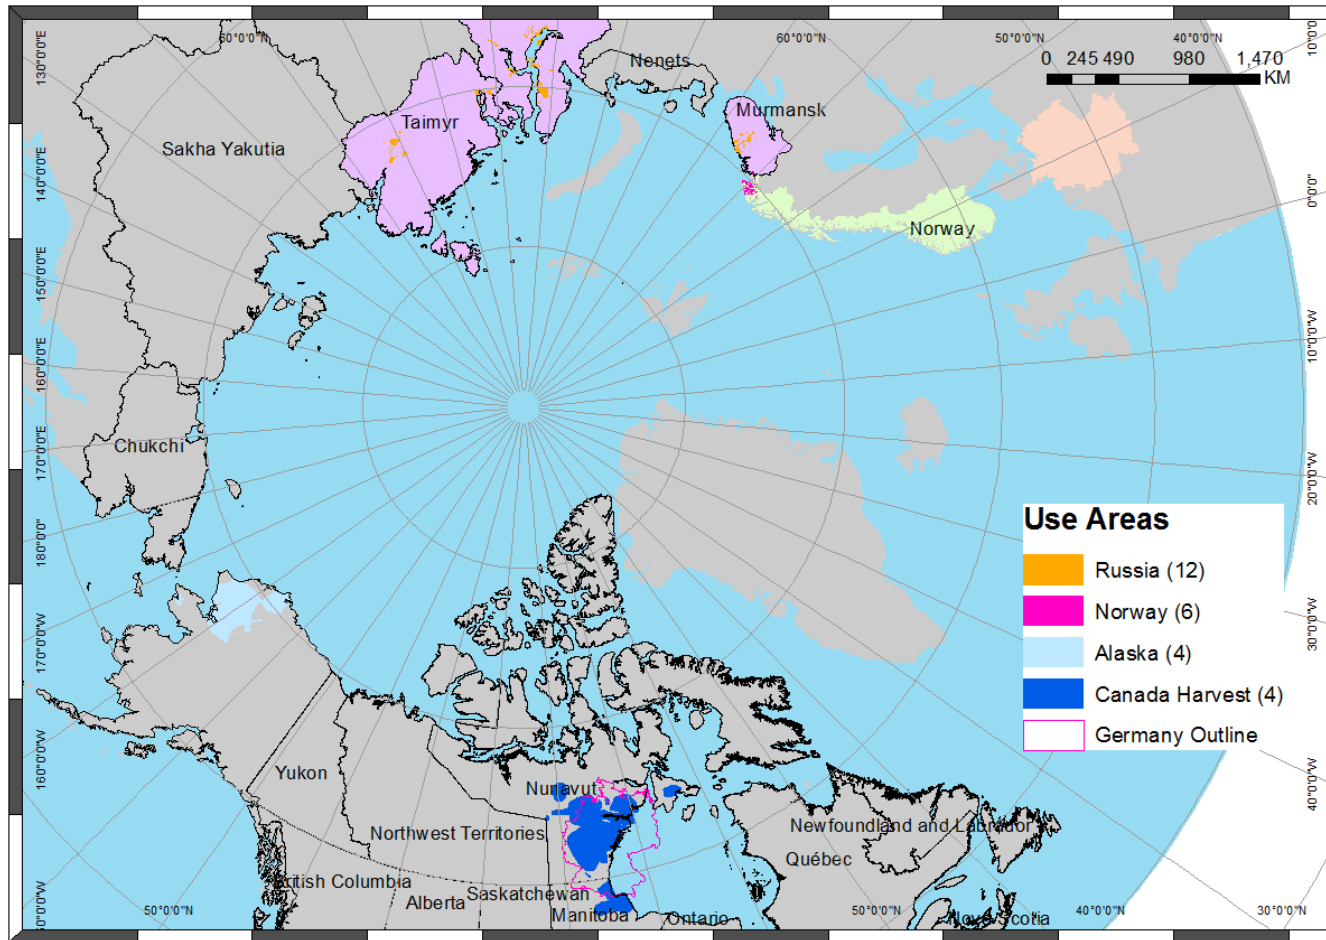 60°0'0"N
60°0'0"N
50°0'0"N
40°0'0"N
10°0'0"
130°0'0"E
Nenets
0 245 490 980 1,470
KM
Taimyr
Murmansk
Sakha Yakutia
140°0'0"E
0°0'0"
Norway
150°0'0"E
160°0'0"E
10°0'0"W
Chukchi
170°0'0"E
20°0'0"W
180°0'0"
Use Areas
Russia (12)
Norway (6)
Alaska (4)
Canada Harvest (4)
Germany Outline
170°0'0"W
30°0'0"W
160°0'0"W
Yukon
Nunavut
40°0'0"W
Northwest Territories
Newfoundland and Labrador
Québec
British Columbia
Alberta
Saskatchewan
Manitoba
Ontario
Nova Scotia
50°0'0"N
50°0'0"N
40°0'0"N
30°0'0"N